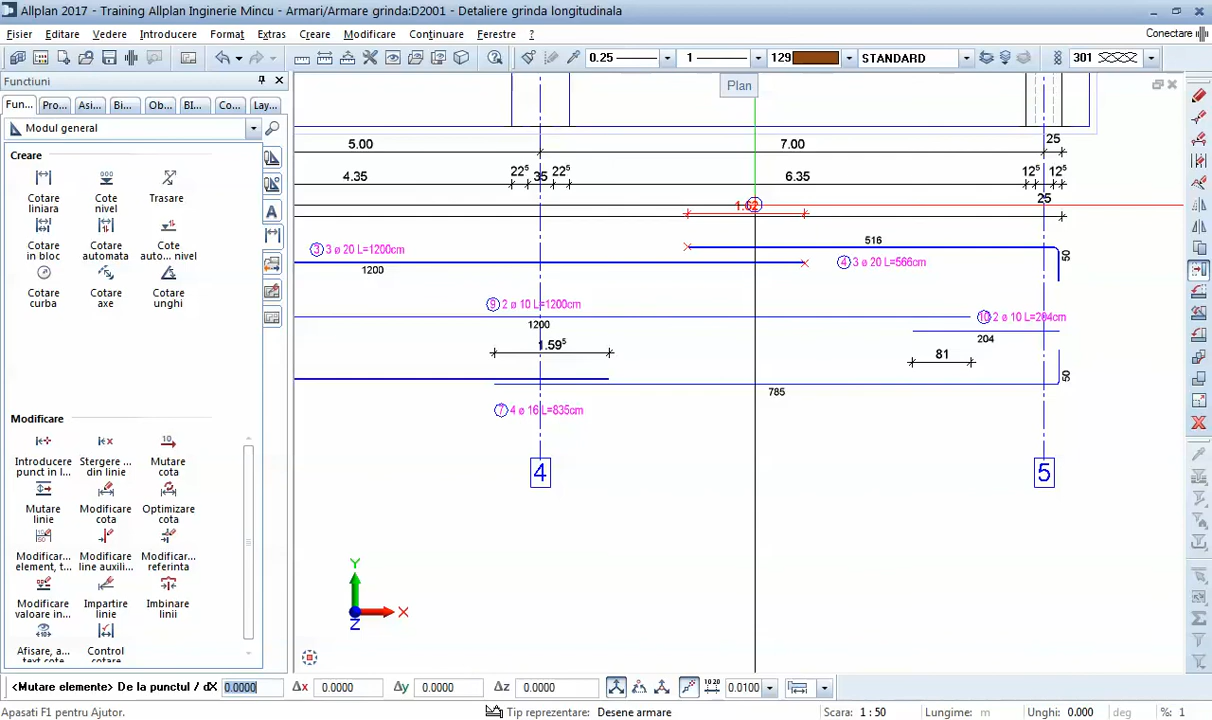 Allplan 2017 - Training Allplan Inginerie Mincu - Armari/Armare grinda:D2001 - Detaliere grinda longitudinala
Fisier Editare Vedere Introducere Format Extras Creare Modificare Continuare Ferestre ?
Conectare
0.25 1 129 STANDARD 301
Functiuni
Plan
Fun... Pro... Asi... Bi... Ob... BI... Co... Lay...
Modul general
Creare
Cotare liniara
Cote nivel
Trasare
Cotare in bloc
Cotare automata
Cote auto... nivel
Cotare curba
Cotare axe
Cotare unghi
Modificare
Introducere punct in l...
Stergere ... din linie
Mutare cota
Mutare linie
Modificare cota
Optimizare cota
Modificar... element, t...
Modificare line auxili...
Modificar... referinta
Modificare valoare in...
Impartire linie
Imbinare linii
Afisare, a...
Control
5.00 7.00 25
4.35 22⁵ 35 22⁵ 6.35 12⁵ 12⁵
25
516
3 3 ø 20 L=1200cm
1200
4 3 ø 20 L=566cm
50
9 2 ø 10 L=1200cm
1200
10 2 ø 10 L=204cm
204
1.59⁵
81
50
785
7 4 ø 16 L=835cm
4 5
Y
X
Z
<Mutare elemente> De la punctul / dX 0.0000 Δx 0.0000 Δy 0.0000 Δz 0.0000 10 20 0.0100
Apasati F1 pentru Ajutor. Tip reprezentare: Desene armare Scara: 1 : 50 Lungime: m Unghi: 0.000 deg %: 1